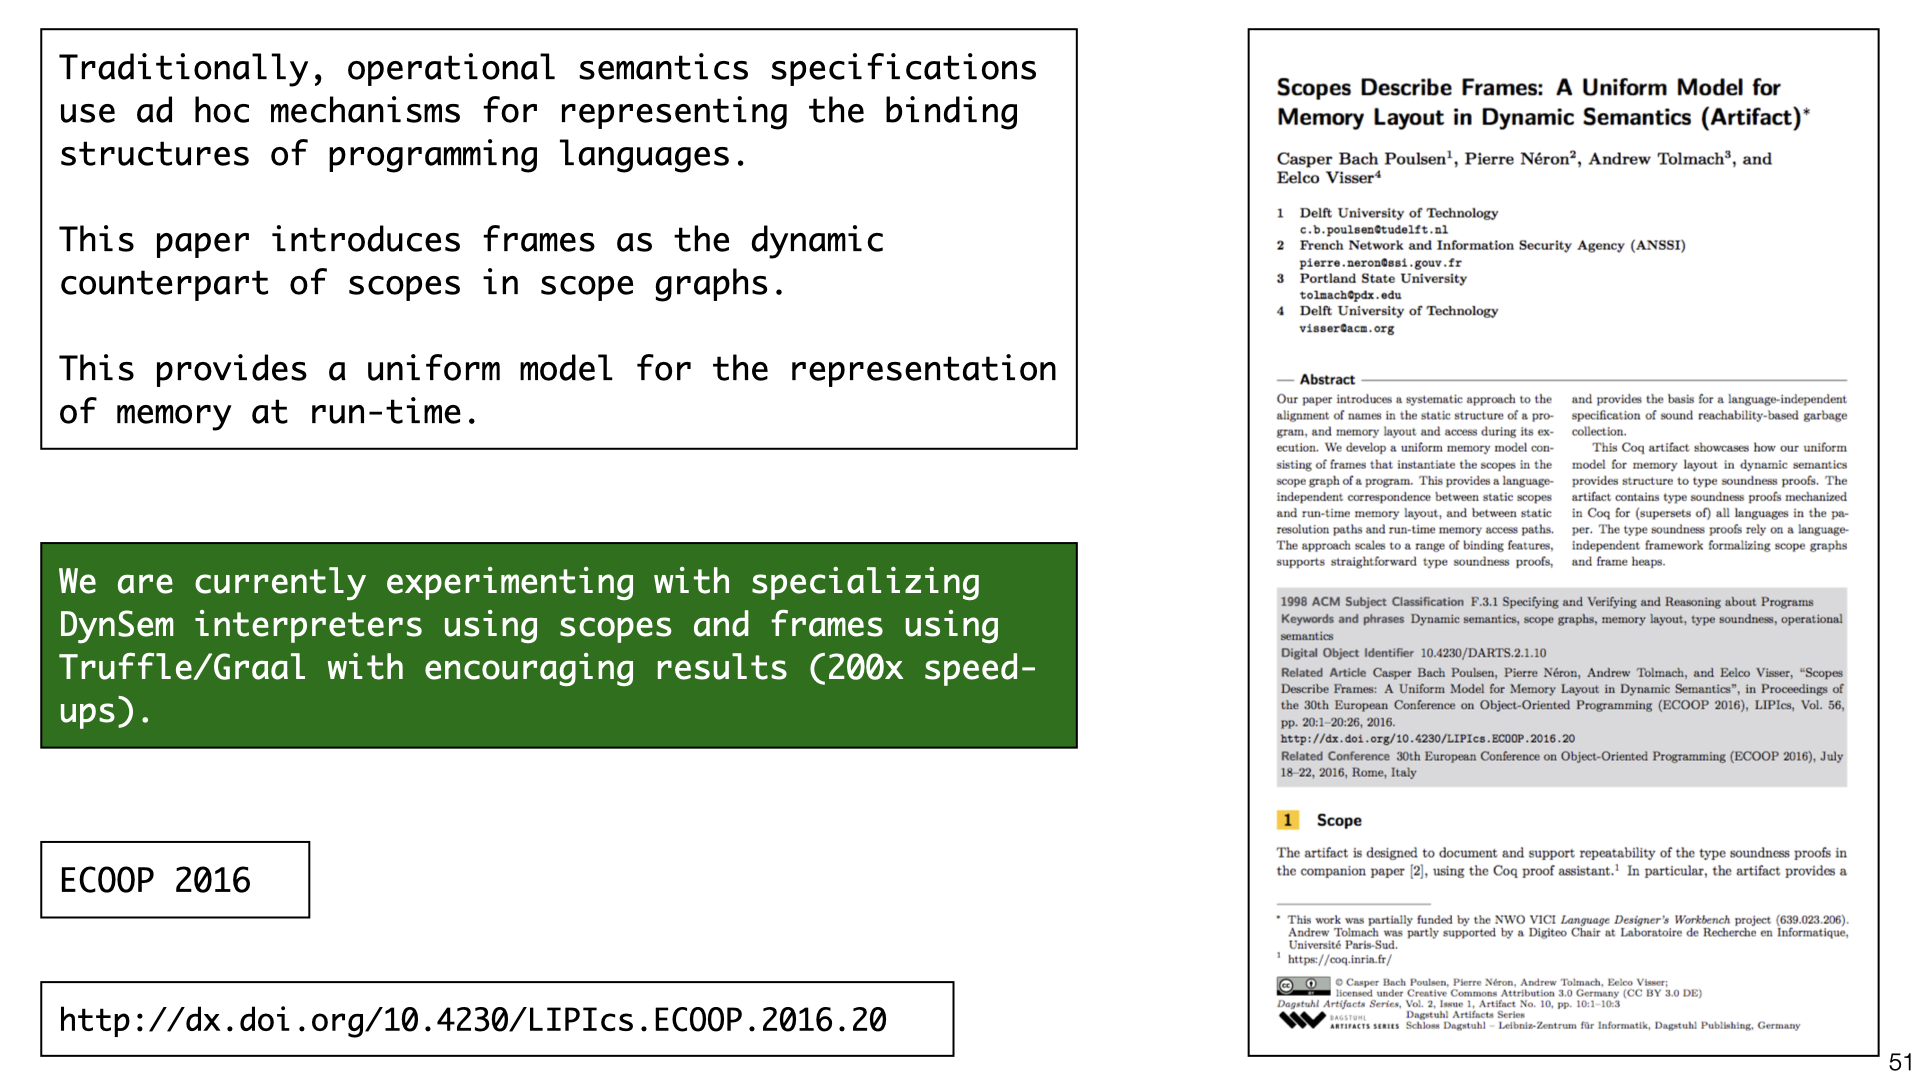 Traditionally, operational semantics specifications
use ad hoc mechanisms for representing the binding
structures of programming languages.
This paper introduces frames as the dynamic
counterpart of scopes in scope graphs.
This provides a uniform model for the representation
of memory at run-time.
We are currently experimenting with specializing
DynSem interpreters using scopes and frames using
Truffle/Graal with encouraging results (200x speed-
ups).
ECOOP 2016
http://dx.doi.org/10.4230/LIPIcs.ECOOP.2016.20
Scopes Describe Frames: A Uniform Model for
Memory Layout in Dynamic Semantics (Artifact)*
Casper Bach Poulsen¹, Pierre Néron², Andrew Tolmach³, and
Eelco Visser⁴
1 Delft University of Technology
c.b.poulsen@tudelft.nl
2 French Network and Information Security Agency (ANSSI)
pierre.neron@ssi.gouv.fr
3 Portland State University
tolmach@pdx.edu
4 Delft University of Technology
visser@acm.org
Abstract
Our paper introduces a systematic approach to the
alignment of names in the static structure of a pro-
gram, and memory layout and access during its ex-
ecution. We develop a uniform memory model con-
sisting of frames that instantiate the scopes in the
scope graph of a program. This provides a language-
independent correspondence between static scopes
and run-time memory layout, and between static
resolution paths and run-time memory access paths.
The approach scales to a range of binding features,
supports straightforward type soundness proofs,
and provides the basis for a language-independent
specification of sound reachability-based garbage
collection.
This Coq artifact showcases how our uniform
model for memory layout in dynamic semantics
provides structure to type soundness proofs. The
artifact contains type soundness proofs mechanized
in Coq for (supersets of) all languages in the pa-
per. The type soundness proofs rely on a language-
independent framework formalizing scope graphs
and frame heaps.
1998 ACM Subject Classification F.3.1 Specifying and Verifying and Reasoning about Programs
Keywords and phrases Dynamic semantics, scope graphs, memory layout, type soundness, operational
semantics
Digital Object Identifier 10.4230/DARTS.2.1.10
Related Article Casper Bach Poulsen, Pierre Néron, Andrew Tolmach, and Eelco Visser, “Scopes
Describe Frames: A Uniform Model for Memory Layout in Dynamic Semantics”, in Proceedings of
the 30th European Conference on Object-Oriented Programming (ECOOP 2016), LIPIcs, Vol. 56,
pp. 20:1–20:26, 2016.
http://dx.doi.org/10.4230/LIPIcs.ECOOP.2016.20
Related Conference 30th European Conference on Object-Oriented Programming (ECOOP 2016), July
18–22, 2016, Rome, Italy
1 Scope
The artifact is designed to document and support repeatability of the type soundness proofs in
the companion paper [2], using the Coq proof assistant.¹ In particular, the artifact provides a
* This work was partially funded by the NWO VICI Language Designer's Workbench project (639.023.206).
Andrew Tolmach was partly supported by a Digiteo Chair at Laboratoire de Recherche en Informatique,
Université Paris-Sud.
¹ https://coq.inria.fr/
© Casper Bach Poulsen, Pierre Néron, Andrew Tolmach, Eelco Visser;
licensed under Creative Commons Attribution 3.0 Germany (CC BY 3.0 DE)
Dagstuhl Artifacts Series, Vol. 2, Issue 1, Artifact No. 10, pp. 10:1–10:3
DAGSTUHL
ARTIFACTS SERIES
Dagstuhl Artifacts Series
Schloss Dagstuhl – Leibniz-Zentrum für Informatik, Dagstuhl Publishing, Germany
51